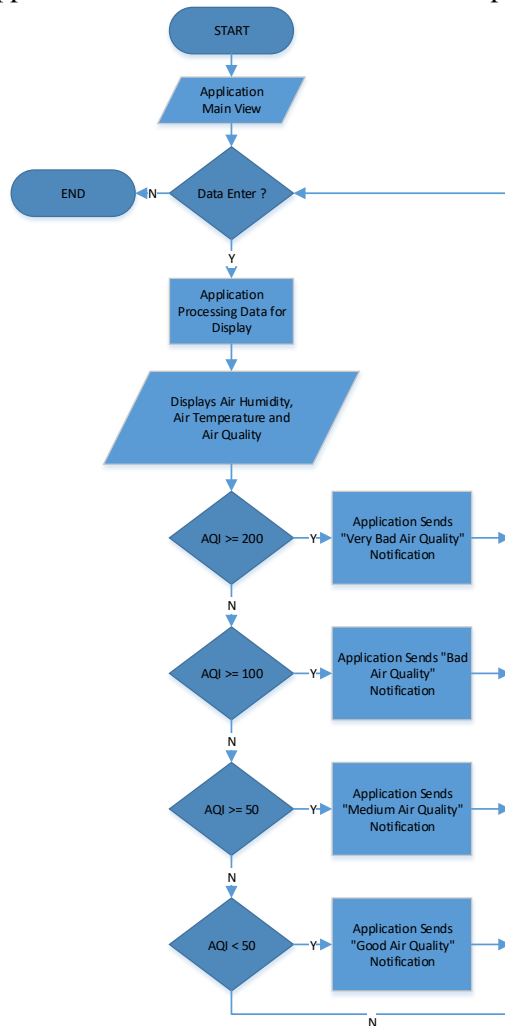 START
Application
Main View
Data Enter ?
N
END
Y
Application
Processing Data for
Display
Displays Air Humidity,
Air Temperature and
Air Quality
AQI >= 200
Y
Application Sends
"Very Bad Air Quality"
Notification
N
AQI >= 100
Y
Application Sends "Bad
Air Quality"
Notification
N
AQI >= 50
Y
Application Sends
"Medium Air Quality"
Notification
N
AQI < 50
Y
Application Sends
"Good Air Quality"
Notification
N